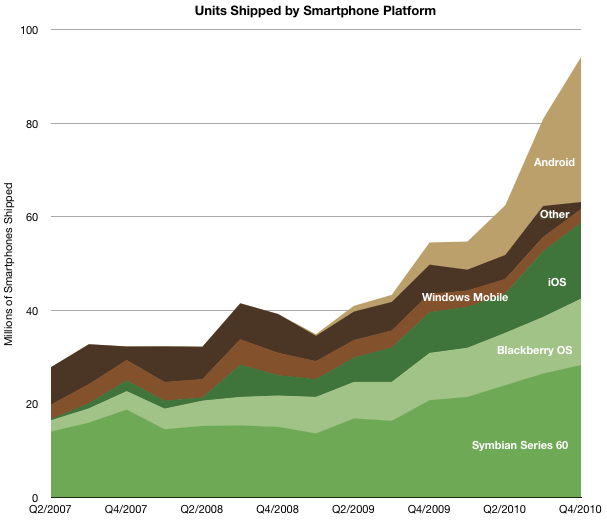 Units Shipped by Smartphone Platform
Millions of Smartphones Shipped
100
80
60
40
20
0
Android
Other
iOS
Windows Mobile
Blackberry OS
Symbian Series 60
Q2/2007
Q4/2007
Q2/2008
Q4/2008
Q2/2009
Q4/2009
Q2/2010
Q4/2010